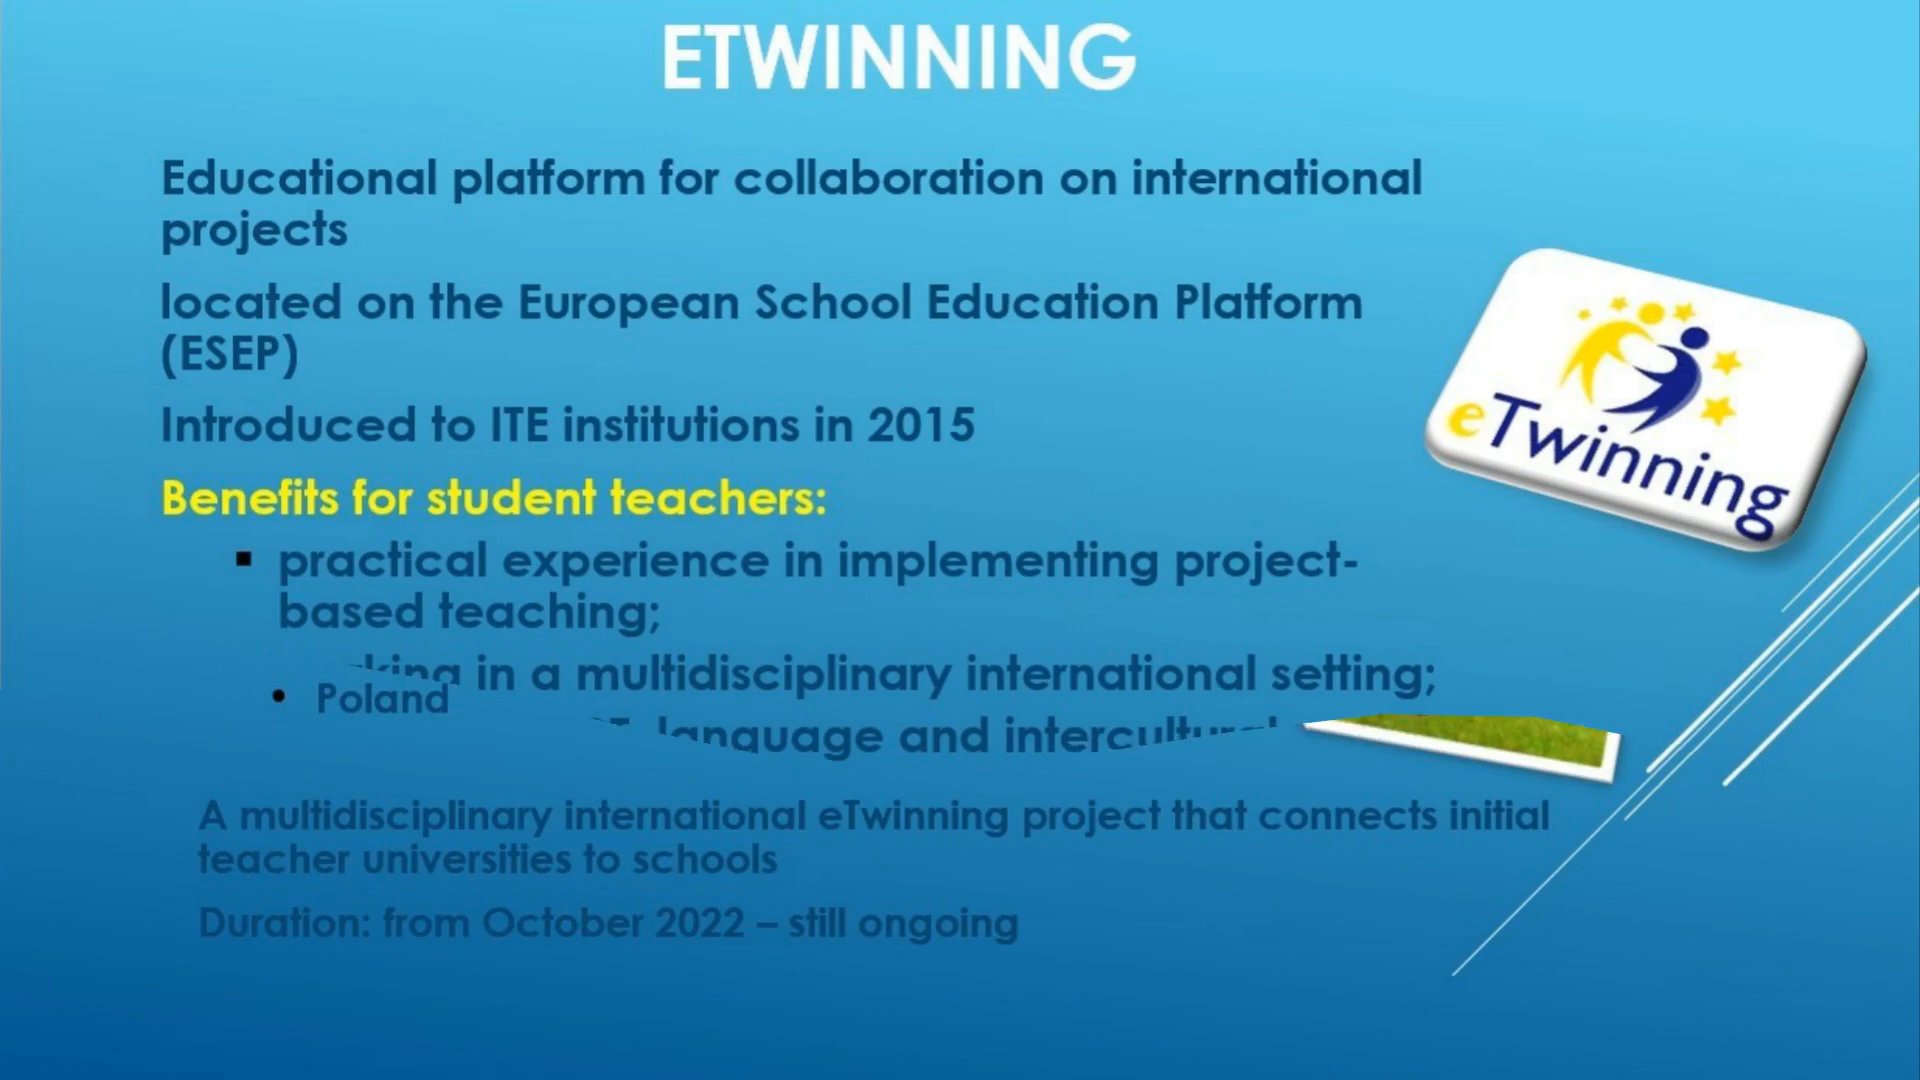 ETWINNING
Educational platform for collaboration on international
projects
located on the European School Education Platform
(ESEP)
Introduced to ITE institutions in 2015
eTwinning
Benefits for student teachers:
practical experience in implementing project-
based teaching;
in a multidisciplinary international setting;
• Poland
language and intercultural
A multidisciplinary international eTwinning project that connects initial
teacher universities to schools
Duration: from October 2022 – still ongoing